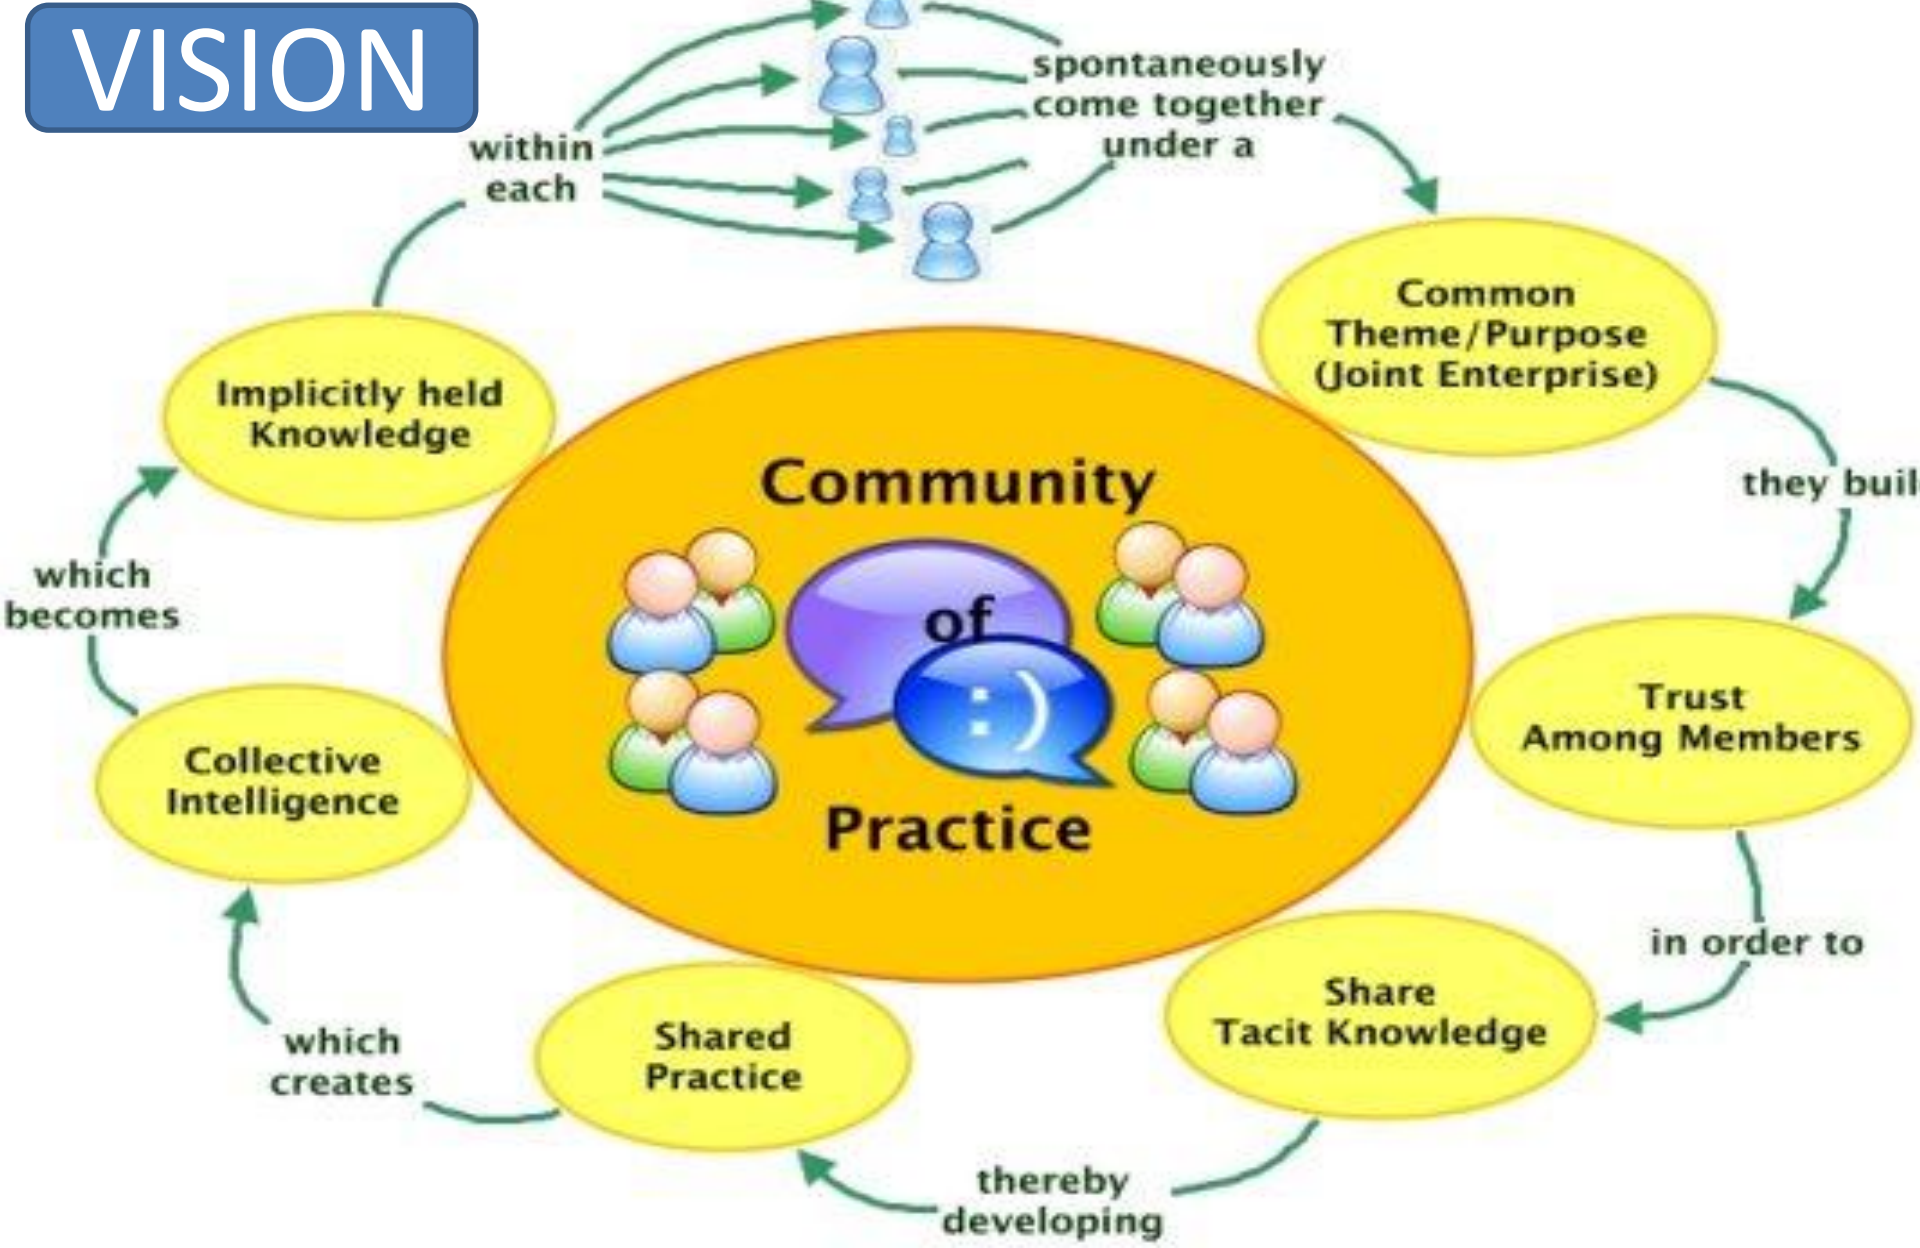 VISION
within
each
spontaneously
come together
under a
Common
Theme/Purpose
(Joint Enterprise)
they buil
Trust
Among Members
in order to
Share
Tacit Knowledge
thereby
developing
Shared
Practice
which
creates
Collective
Intelligence
which
becomes
Implicitly held
Knowledge
Community
of
:)
Practice